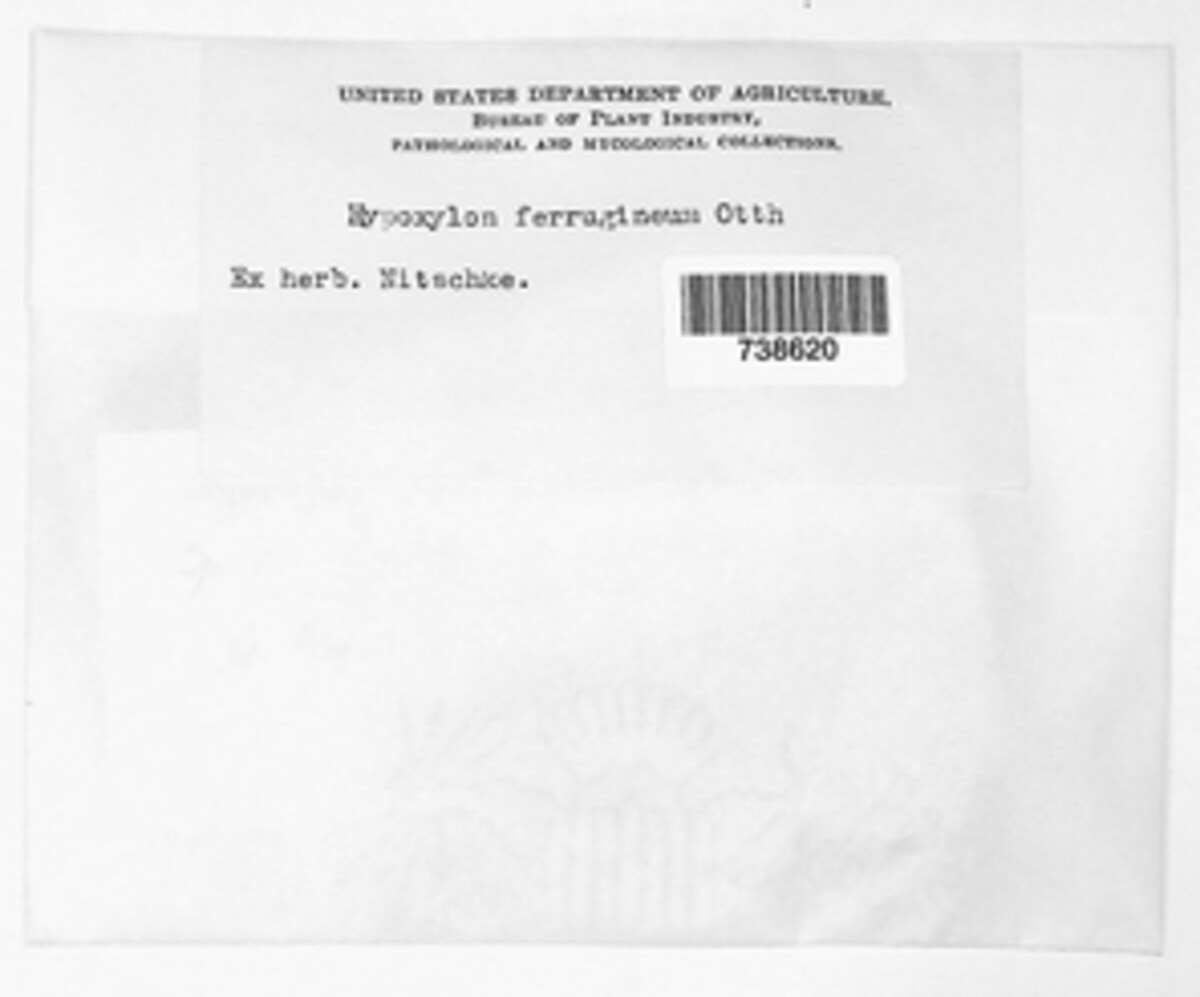 UNITED STATES DEPARTMENT OF AGRICULTURE,
BUREAU OF PLANT INDUSTRY,
PATHOLOGICAL AND MYCOLOGICAL COLLECTIONS.
Hypoxylon ferrugineum Otth
Ex herb. Nitschke.
738620